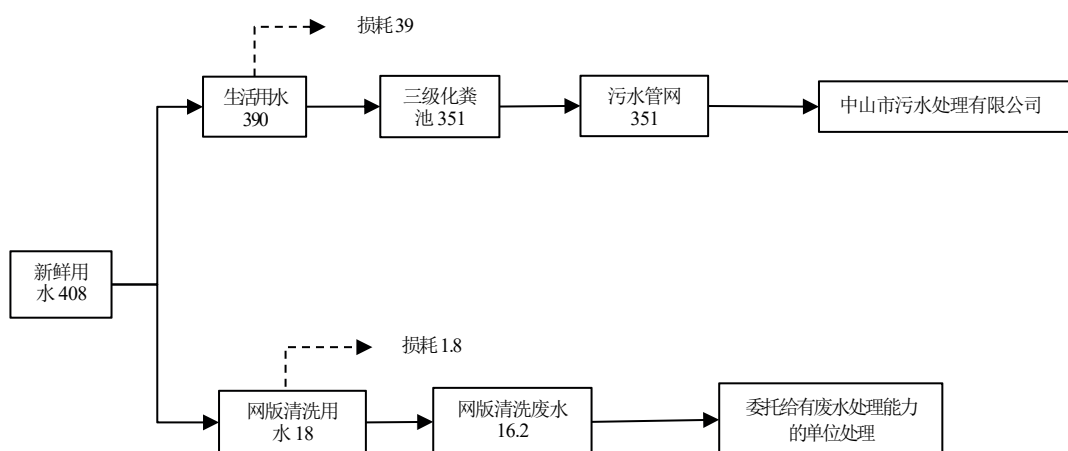 损耗39
生活用水
390
三级化粪
池 351
污水管网
351
中山市污水处理有限公司
新鲜用
水 408
损耗1.8
网版清洗用
水 18
网版清洗废水
16.2
委托给有废水处理能力
的单位处理